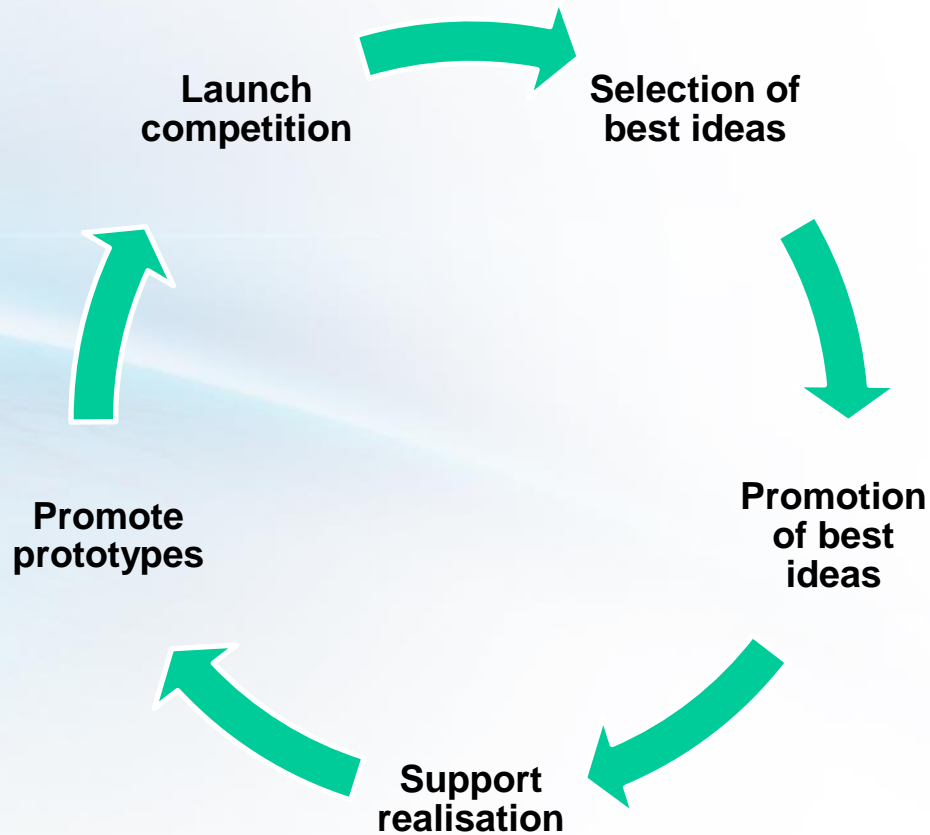 Launch
competition
Selection of
best ideas
Promotion
of best
ideas
Support
realisation
Promote
prototypes